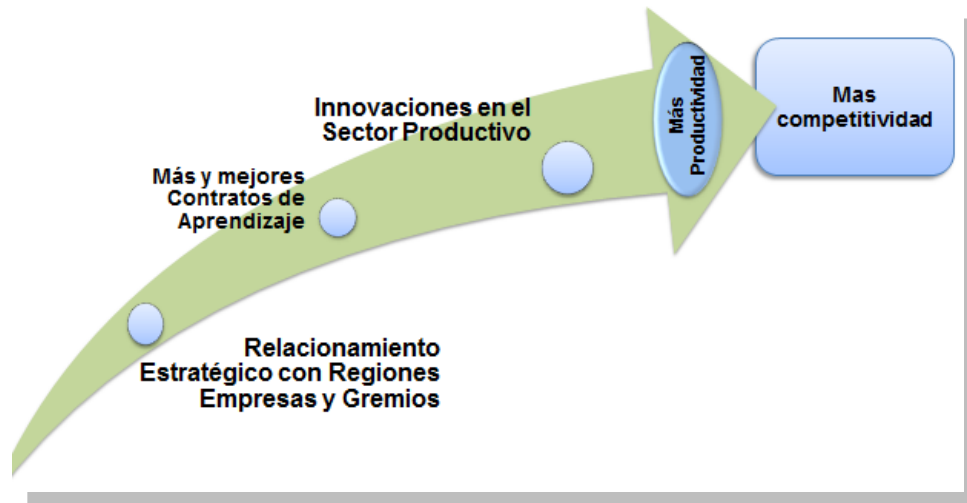 Innovaciones en el
Sector Productivo
Más y mejores
Contratos de
Aprendizaje
Relacionamiento
Estratégico con Regiones
Empresas y Gremios
Más
Productividad
Mas
competitividad